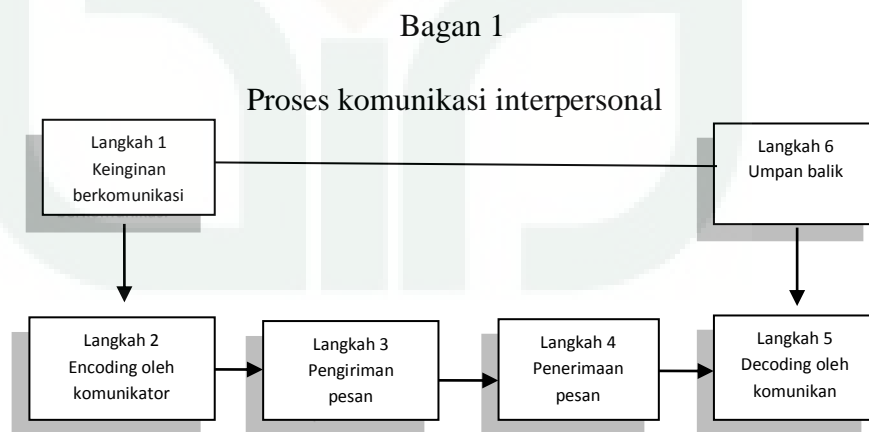 Bagan 1
Proses komunikasi interpersonal
Langkah 1
Keinginan
berkomunikasi
Langkah 6
Umpan balik
Langkah 2
Encoding oleh
komunikator
Langkah 3
Pengiriman
pesan
Langkah 4
Penerimaan
pesan
Langkah 5
Decoding oleh
komunikan